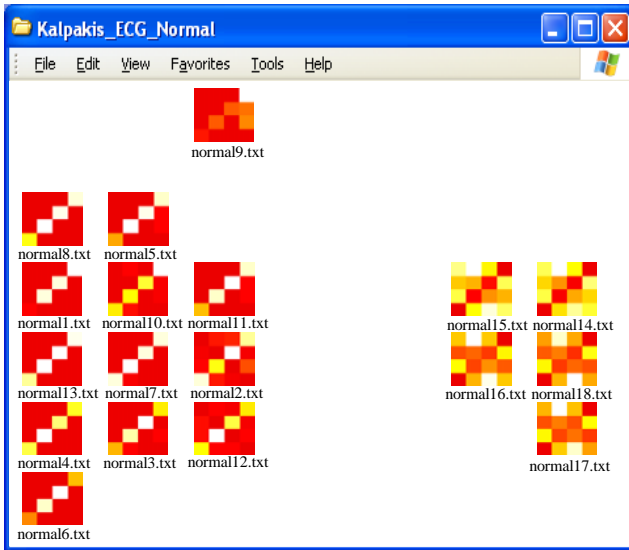 Kalpakis_ECG_Normal
File Edit View Favorites Tools Help
normal9.txt
normal8.txt normal5.txt
normal1.txt normal10.txt normal11.txt normal15.txt normal14.txt
normal13.txt normal7.txt normal2.txt normal16.txt normal18.txt
normal4.txt normal3.txt normal12.txt normal17.txt
normal6.txt